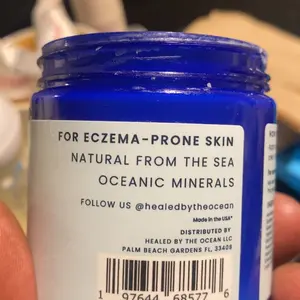 FOR ECZEMA-PRONE SKIN
NATURAL FROM THE SEA
OCEANIC MINERALS
FOLLOW US @healedbytheocean
Made in the USA*
DISTRIBUTED BY
HEALED BY THE OCEAN LLC
PALM BEACH GARDENS FL, 33408
1 97644 68577 6